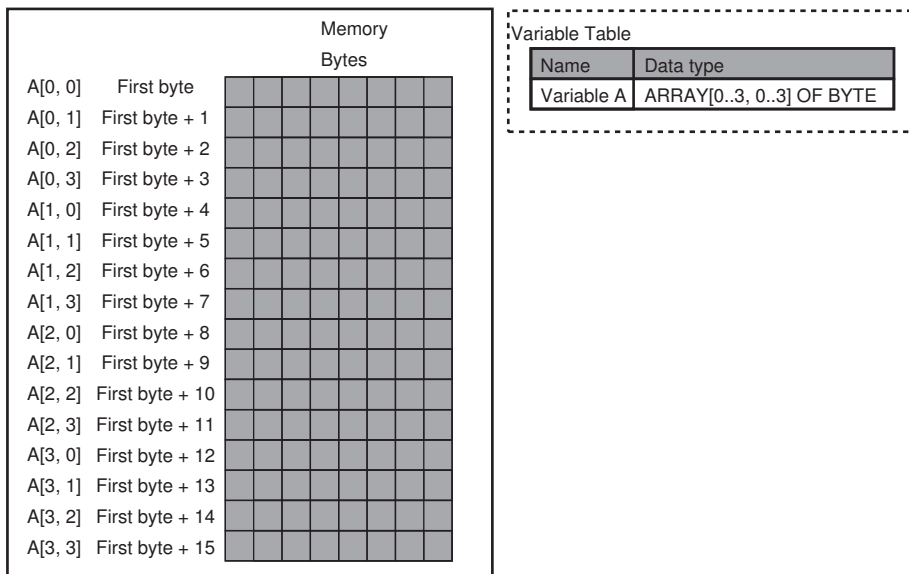 Memory
Bytes
A[0, 0] First byte
A[0, 1] First byte + 1
A[0, 2] First byte + 2
A[0, 3] First byte + 3
A[1, 0] First byte + 4
A[1, 1] First byte + 5
A[1, 2] First byte + 6
A[1, 3] First byte + 7
A[2, 0] First byte + 8
A[2, 1] First byte + 9
A[2, 2] First byte + 10
A[2, 3] First byte + 11
A[3, 0] First byte + 12
A[3, 1] First byte + 13
A[3, 2] First byte + 14
A[3, 3] First byte + 15
Variable Table
Name Data type
Variable A ARRAY[0..3, 0..3] OF BYTE